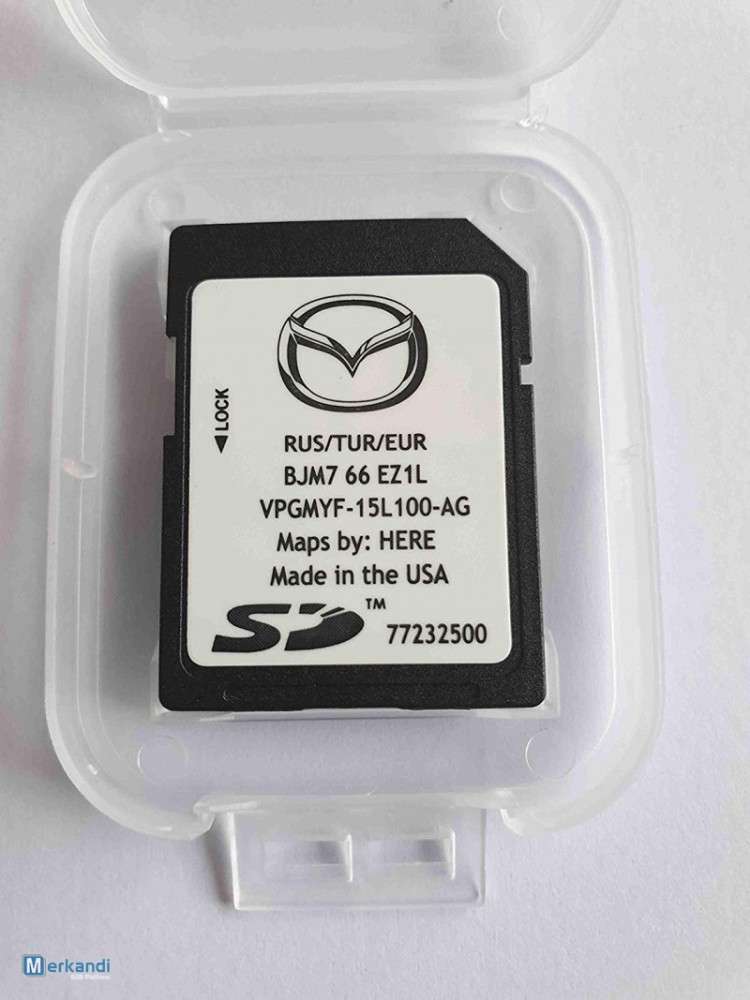 ◄LOCK
RUS/TUR/EUR
BJM7 66 EZ1L
VPGMYF-15L100-AG
Maps by: HERE
Made in the USA
SD™
77232500
Merkandi